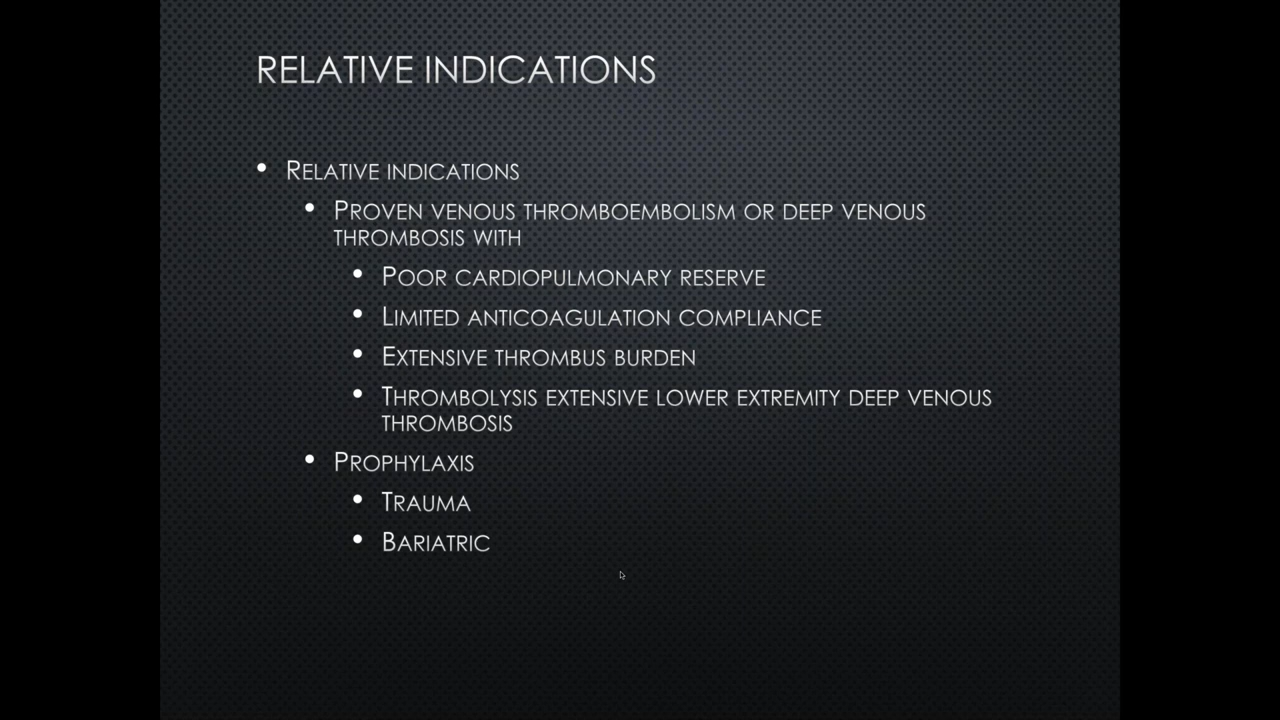 RELATIVE INDICATIONS
• RELATIVE INDICATIONS
• PROVEN VENOUS THROMBOEMBOLISM OR DEEP VENOUS
THROMBOSIS WITH
• POOR CARDIOPULMONARY RESERVE
• LIMITED ANTICOAGULATION COMPLIANCE
• EXTENSIVE THROMBUS BURDEN
• THROMBOLYSIS EXTENSIVE LOWER EXTREMITY DEEP VENOUS
THROMBOSIS
• PROPHYLAXIS
• TRAUMA
• BARIATRIC